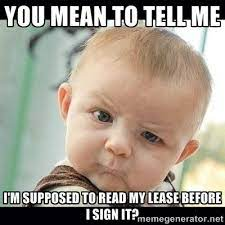 YOU MEAN TO TELL ME
I'M SUPPOSED TO READ MY LEASE BEFORE
I SIGN IT?
memegenerator.net